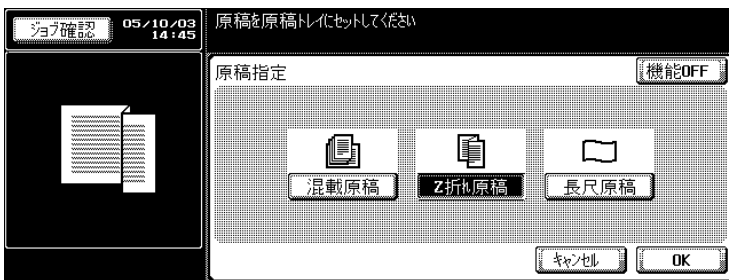 ジョブ確認
05/10/03
14:45
原稿を原稿トレイにセットしてください
原稿指定
機能OFF
混載原稿
Z折れ原稿
長尺原稿
キャンセル
OK